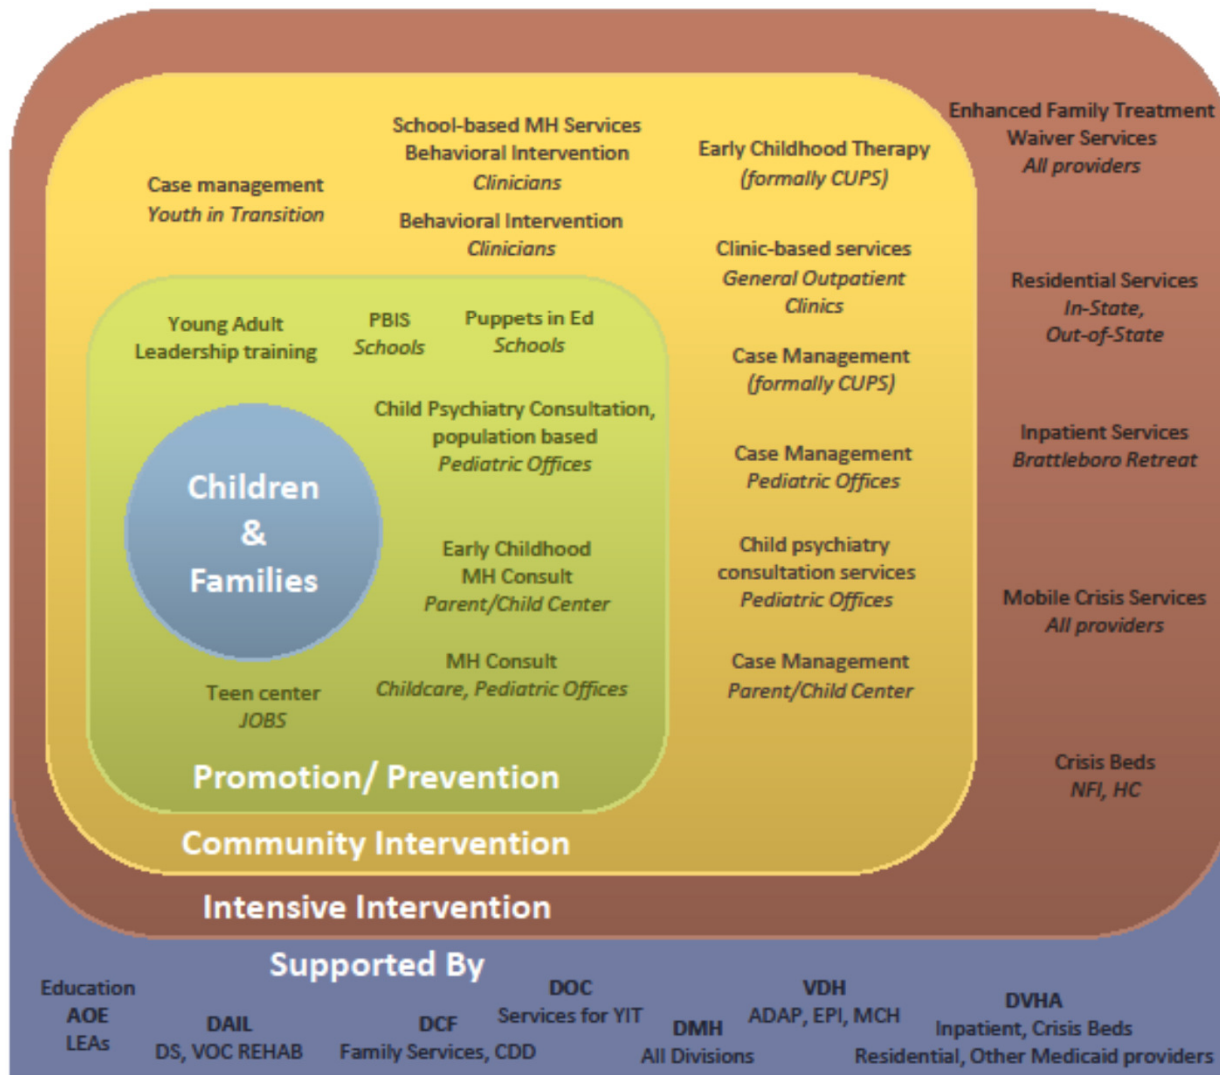 School-based MH Services
Behavioral Intervention
Clinicians
Case management
Youth in Transition
Behavioral Intervention
Clinicians
Early Childhood Therapy
(formally CUPS)
Clinic-based services
General Outpatient
Clinics
Case Management
(formally CUPS)
Case Management
Pediatric Offices
Child psychiatry
consultation services
Pediatric Offices
Case Management
Parent/Child Center
Enhanced Family Treatment
Waiver Services
All providers
Residential Services
In-State,
Out-of-State
Inpatient Services
Brattleboro Retreat
Mobile Crisis Services
All providers
Crisis Beds
NFI, HC
Young Adult
Leadership training
PBIS
Schools
Puppets in Ed
Schools
Child Psychiatry Consultation,
population based
Pediatric Offices
Children
&
Families
Early Childhood
MH Consult
Parent/Child Center
MH Consult
Childcare, Pediatric Offices
Teen center
JOBS
Promotion/ Prevention
Community Intervention
Intensive Intervention
Supported By
Education
AOE
LEAs
DAIL
DS, VOC REHAB
DCF
Family Services, CDD
DOC
Services for YIT
DMH
All Divisions
VDH
ADAP, EPI, MCH
DVHA
Inpatient, Crisis Beds
Residential, Other Medicaid providers